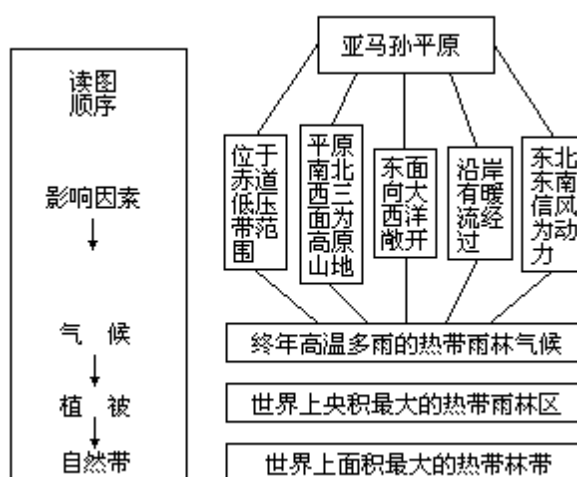 亚马孙平原
读图
顺序
影响因素
气 候
植 被
自然带
位于
赤道
低压
带范
围
平原
南北
西三
面为
高原
山地
东面
向大
西洋
敞开
沿岸
有暖
流经
过
东北
东南
信风
为动
力
终年高温多雨的热带雨林气候
世界上央积最大的热带雨林区
世界上面积最大的热带林带